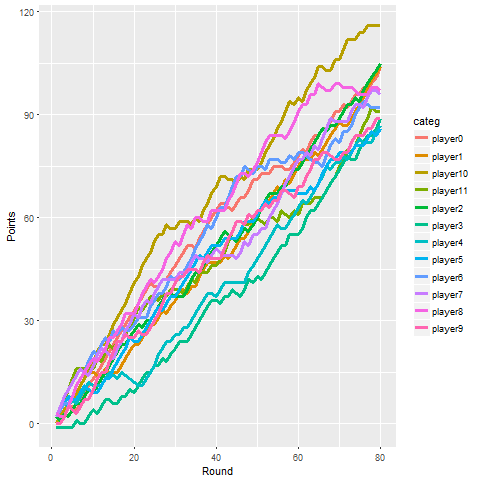 120
90
60
30
0
Points
0 20 40 60 80
Round
categ
player0
player1
player10
player11
player2
player3
player4
player5
player6
player7
player8
player9